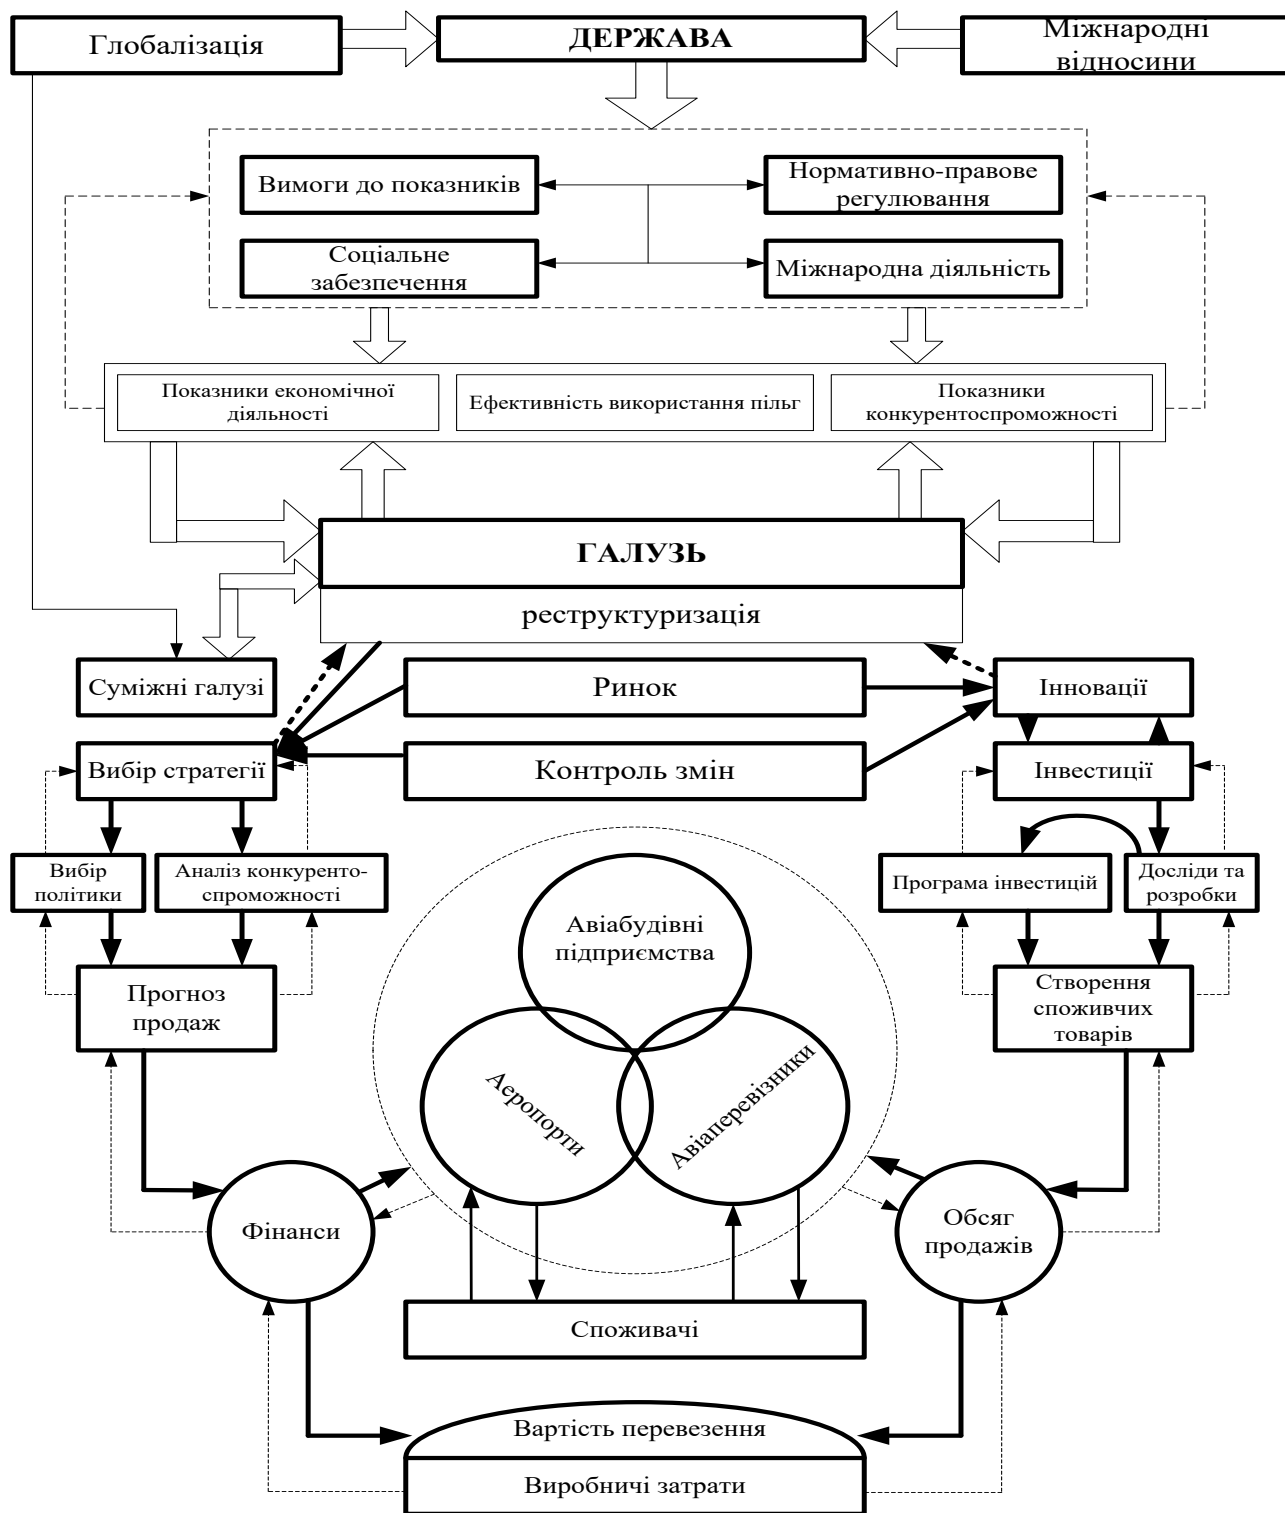 Глобалізація
ДЕРЖАВА
Міжнародні
відносини
Вимоги до показників
Нормативно-правове
регулювання
Соціальне
забезпечення
Міжнародна діяльність
Показники економічної
діяльності
Ефективність використання пільг
Показники
конкурентоспроможності
ГАЛУЗЬ
реструктуризація
Суміжні галузі
Ринок
Інновації
Вибір стратегії
Контроль змін
Інвестиції
Вибір
політики
Аналіз конкуренто-
спроможності
Програма інвестицій
Досліди та
розробки
Авіабудівні
підприємства
Прогноз
продаж
Створення
споживчих
товарів
Аеропорти
Авіаперевізники
Фінанси
Обсяг
продажів
Споживачі
Вартість перевезення
Виробничі затрати